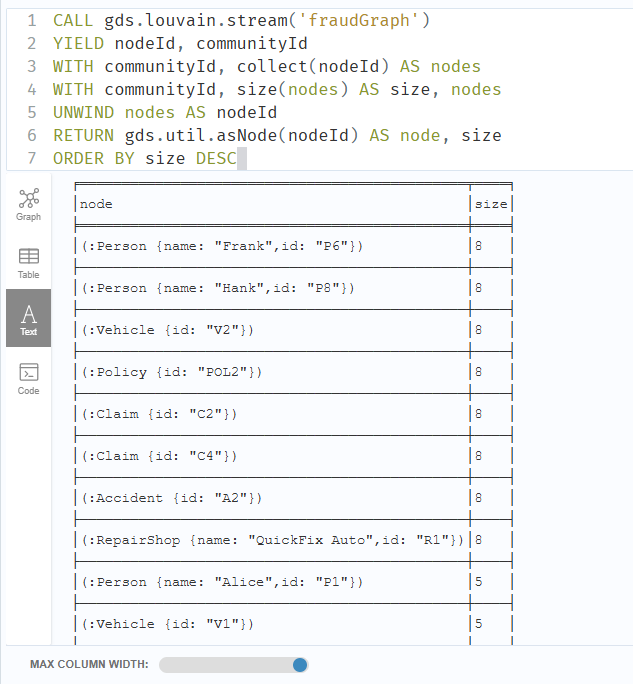 1 CALL gds.louvain.stream('fraudGraph')
2 YIELD nodeId, communityId
3 WITH communityId, collect(nodeId) AS nodes
4 WITH communityId, size(nodes) AS size, nodes
5 UNWIND nodes AS nodeId
6 RETURN gds.util.asNode(nodeId) AS node, size
7 ORDER BY size DESC
Graph
Table
A
Text
Code
node size
(:Person {name: "Frank",id: "P6"}) 8
(:Person {name: "Hank",id: "P8"}) 8
(:Vehicle {id: "V2"}) 8
(:Policy {id: "POL2"}) 8
(:Claim {id: "C2"}) 8
(:Claim {id: "C4"}) 8
(:Accident {id: "A2"}) 8
(:RepairShop {name: "QuickFix Auto",id: "R1"}) 8
(:Person {name: "Alice",id: "P1"}) 5
(:Vehicle {id: "V1"}) 5
MAX COLUMN WIDTH: